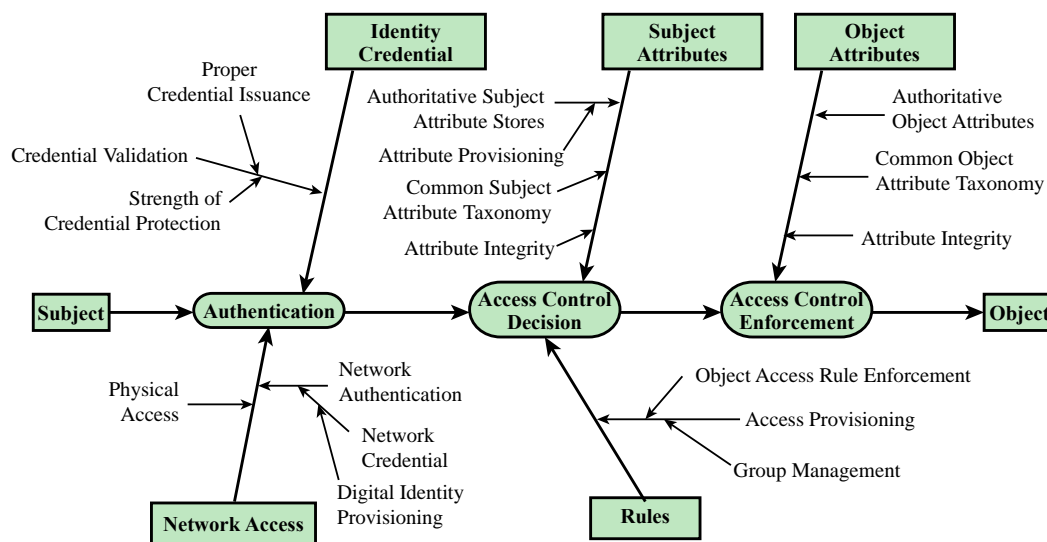 Identity
Credential
Subject
Attributes
Object
Attributes
Proper
Credential Issuance
Credential Validation
Strength of
Credential Protection
Authoritative Subject
Attribute Stores
Attribute Provisioning
Common Subject
Attribute Taxonomy
Attribute Integrity
Authoritative
Object Attributes
Common Object
Attribute Taxonomy
Attribute Integrity
Subject
Authentication
Access Control
Decision
Access Control
Enforcement
Object
Physical
Access
Network
Authentication
Network
Credential
Digital Identity
Provisioning
Object Access Rule Enforcement
Access Provisioning
Group Management
Network Access
Rules